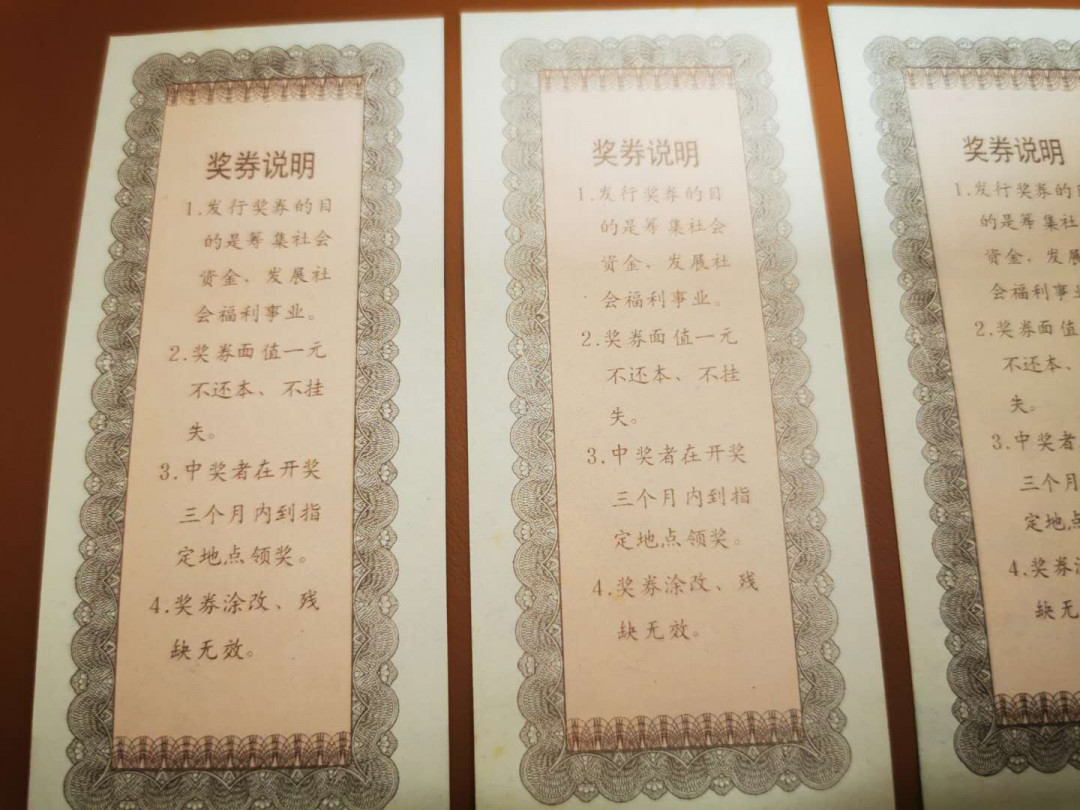 奖券说明
1.发行奖券的目
的是筹集社会
资金、发展社
会福利事业。
2.奖券面值一元
不还本、不挂
失。
3.中奖者在开奖
三个月内到指
定地点领奖。
4.奖券涂改、残
缺无效。
奖券说明
1.发行奖券的目
的是筹集社会
资金、发展社
会福利事业。
2.奖券面值一元
不还本、不挂
失。
3.中奖者在开奖
三个月内到指
定地点领奖。
4.奖券涂改、残
缺无效。
奖券说明
1.发行奖券的
的是筹集社
资金、发展
会福利事
2.奖券面值
不还本、
失。
3.中奖者
三个月
定地点
4.奖券
缺无